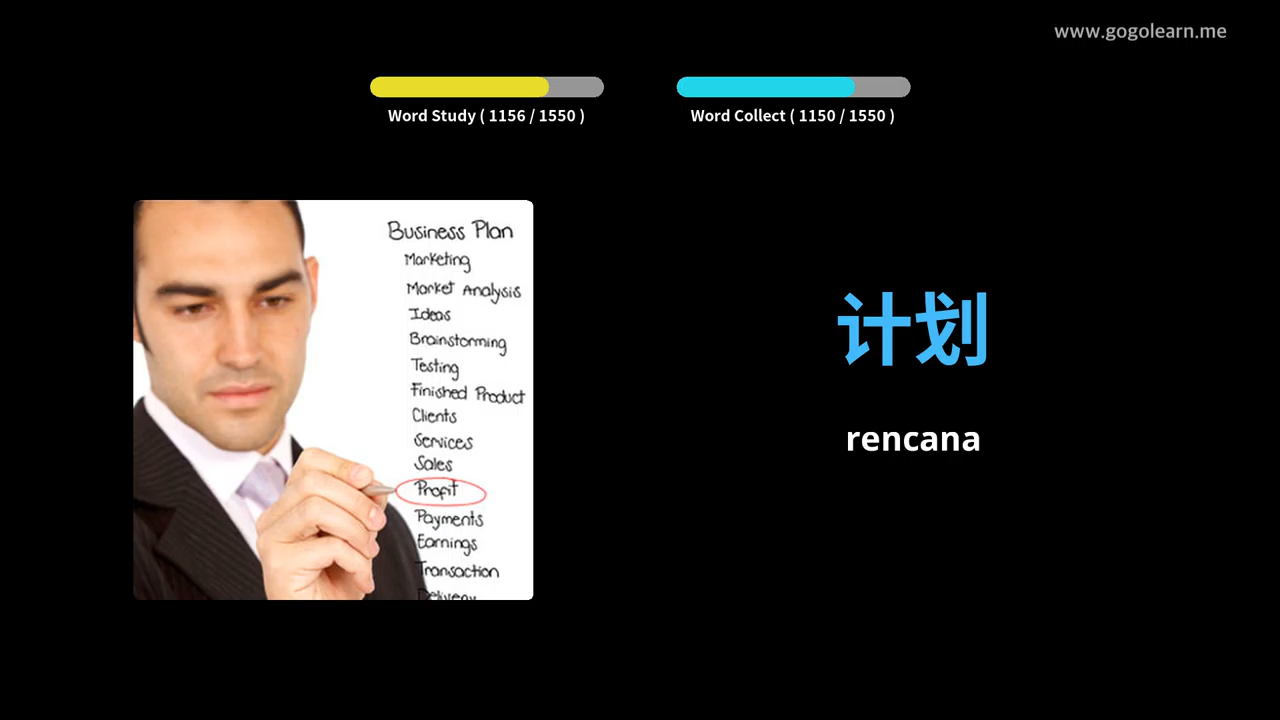 www.gogolearn.me
Word Study ( 1156 / 1550 )
Word Collect ( 1150 / 1550 )
Business Plan
Marketing
Market Analysis
Ideas
Brainstorming
Testing
Finished Product
Clients
Services
Sales
Profit
Payments
Earnings
Transaction
Delivery
计划
rencana